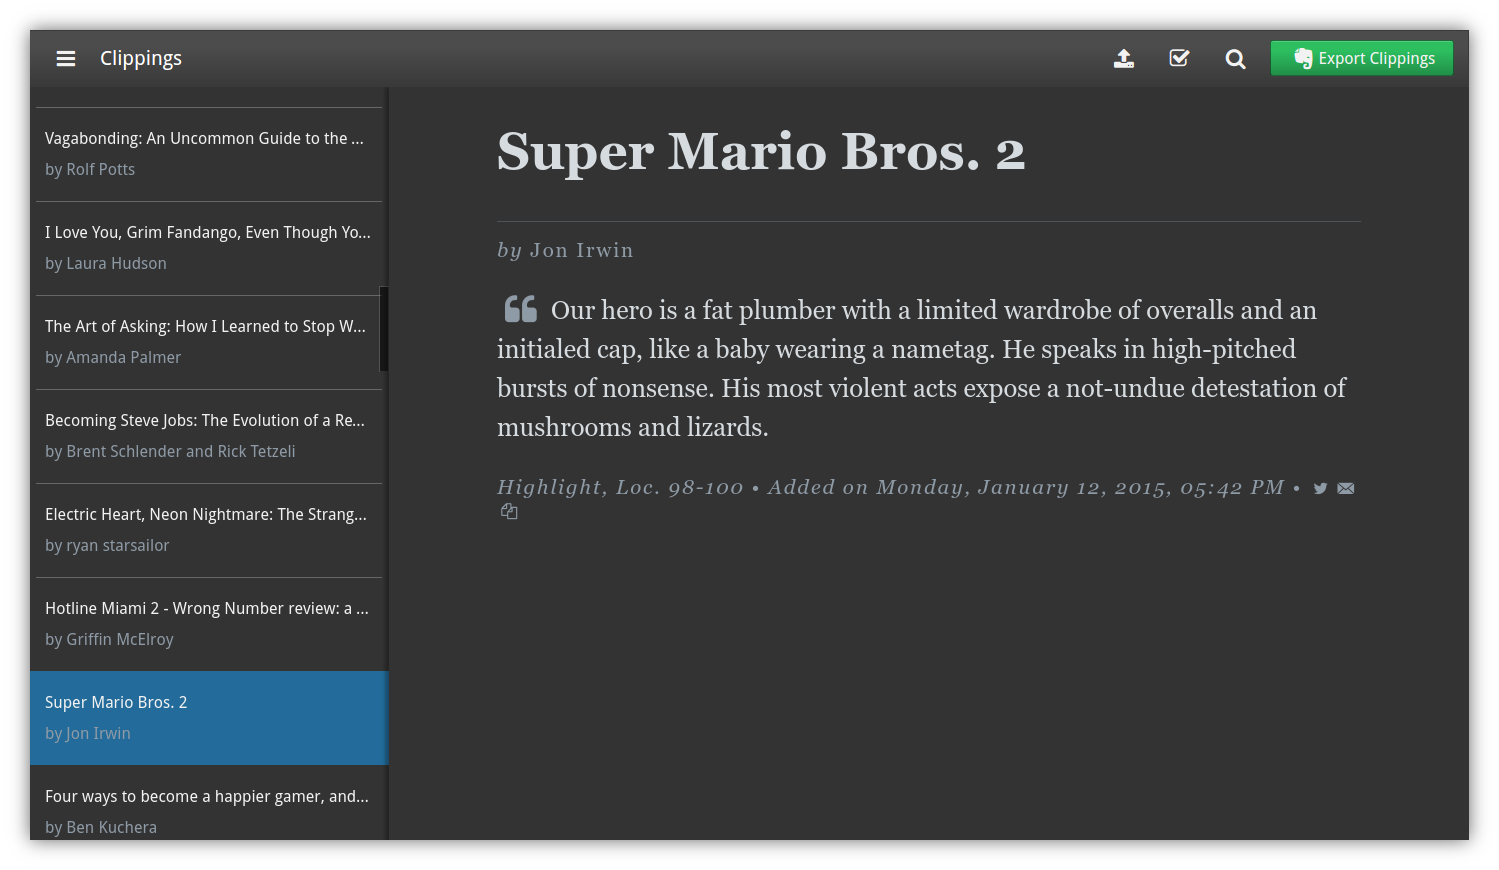 Clippings
Export Clippings
Vagabonding: An Uncommon Guide to the ...
by Rolf Potts
I Love You, Grim Fandango, Even Though Yo...
by Laura Hudson
The Art of Asking: How I Learned to Stop W...
by Amanda Palmer
Becoming Steve Jobs: The Evolution of a Re...
by Brent Schlender and Rick Tetzeli
Electric Heart, Neon Nightmare: The Strang...
by ryan starsailor
Hotline Miami 2 - Wrong Number review: a ...
by Griffin McElroy
Super Mario Bros. 2
by Jon Irwin
Four ways to become a happier gamer, and...
by Ben Kuchera
Super Mario Bros. 2
by Jon Irwin
“ Our hero is a fat plumber with a limited wardrobe of overalls and an
initialed cap, like a baby wearing a nametag. He speaks in high-pitched
bursts of nonsense. His most violent acts expose a not-undue detestation of
mushrooms and lizards.
Highlight, Loc. 98-100 • Added on Monday, January 12, 2015, 05:42 PM •